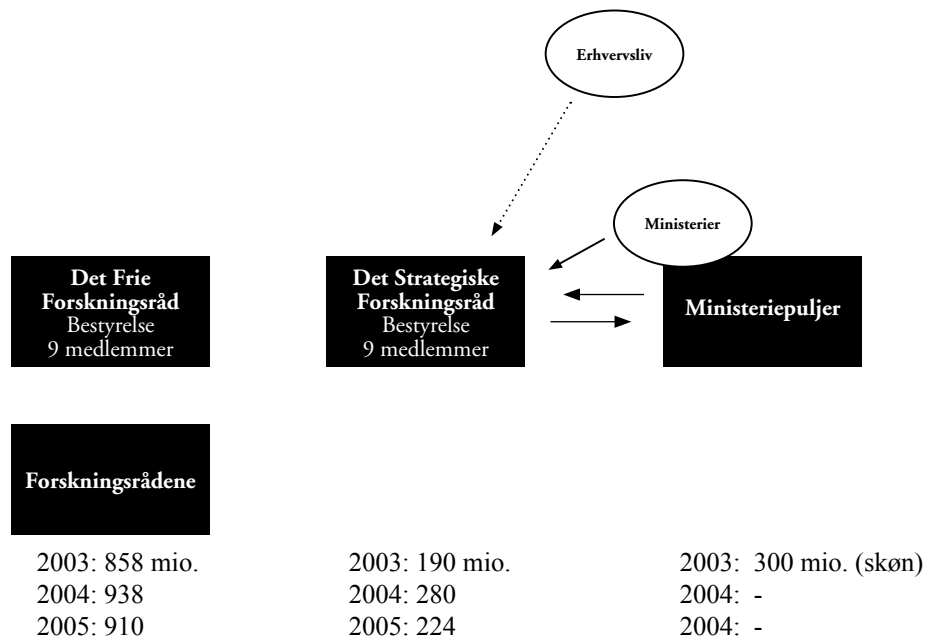 Erhvervsliv
Ministerier
Det Frie
Forskningsråd
Bestyrelse
9 medlemmer
Det Strategiske
Forskningsråd
Bestyrelse
9 medlemmer
Ministeriepuljer
Forskningsrådene
2003: 858 mio.
2004: 938
2005: 910
2003: 190 mio.
2004: 280
2005: 224
2003: 300 mio. (skøn)
2004: -
2004: -